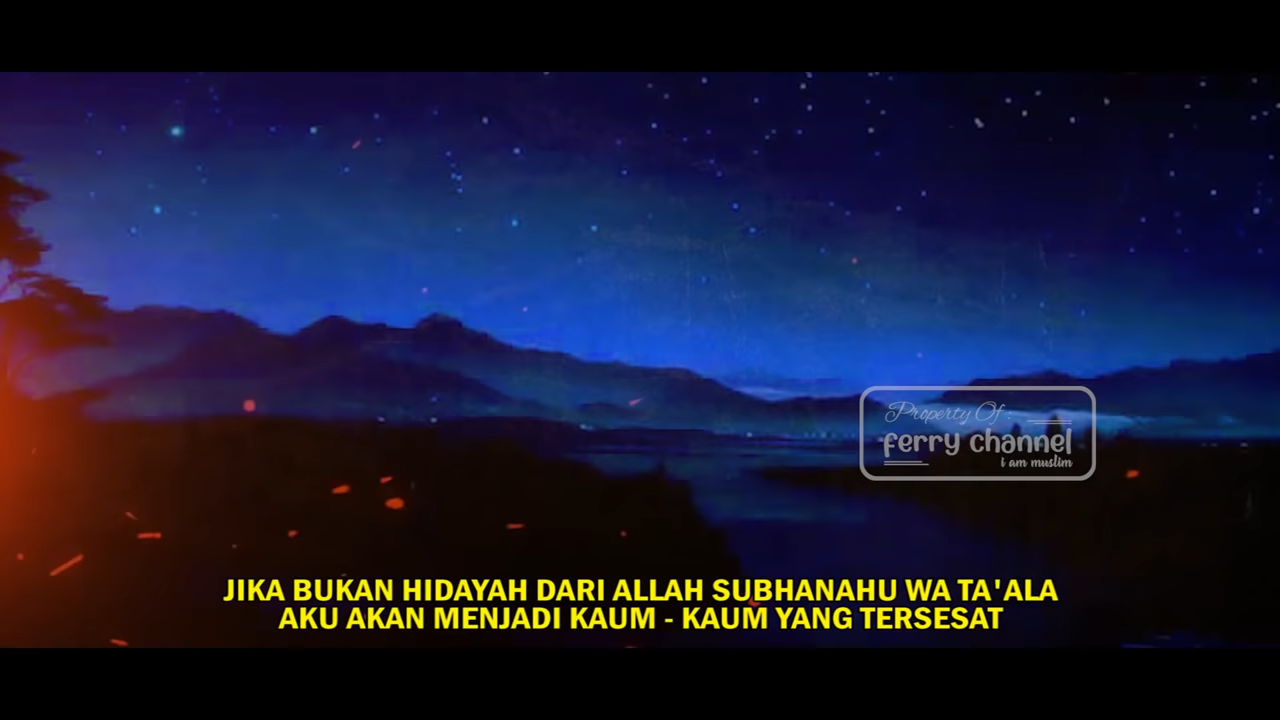 Property Of :
ferry channel
i am muslim
JIKA BUKAN HIDAYAH DARI ALLAH SUBHANAHU WA TA'ALA
AKU AKAN MENJADI KAUM - KAUM YANG TERSESAT